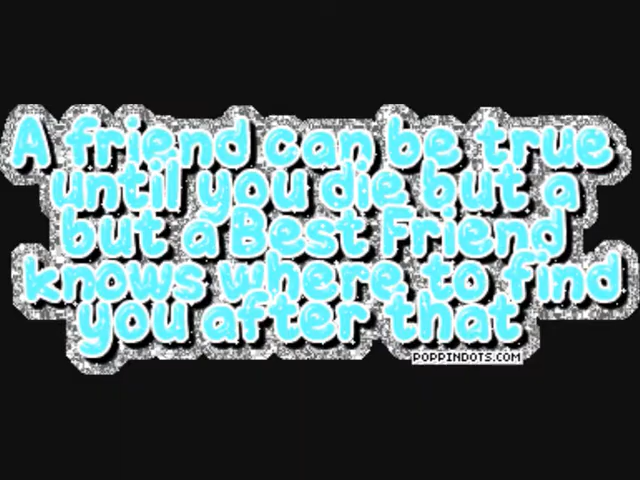 A friend can be true
until you die but a
but a Best Friend
knows where to find
you after that
POPPINDOTS.COM